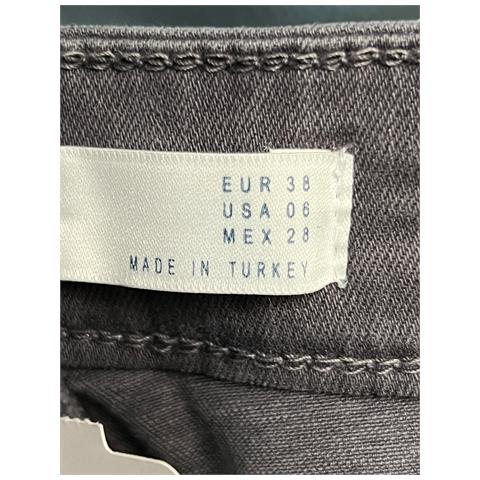 EUR 38
USA 06
MEX 28
MADE IN TURKEY